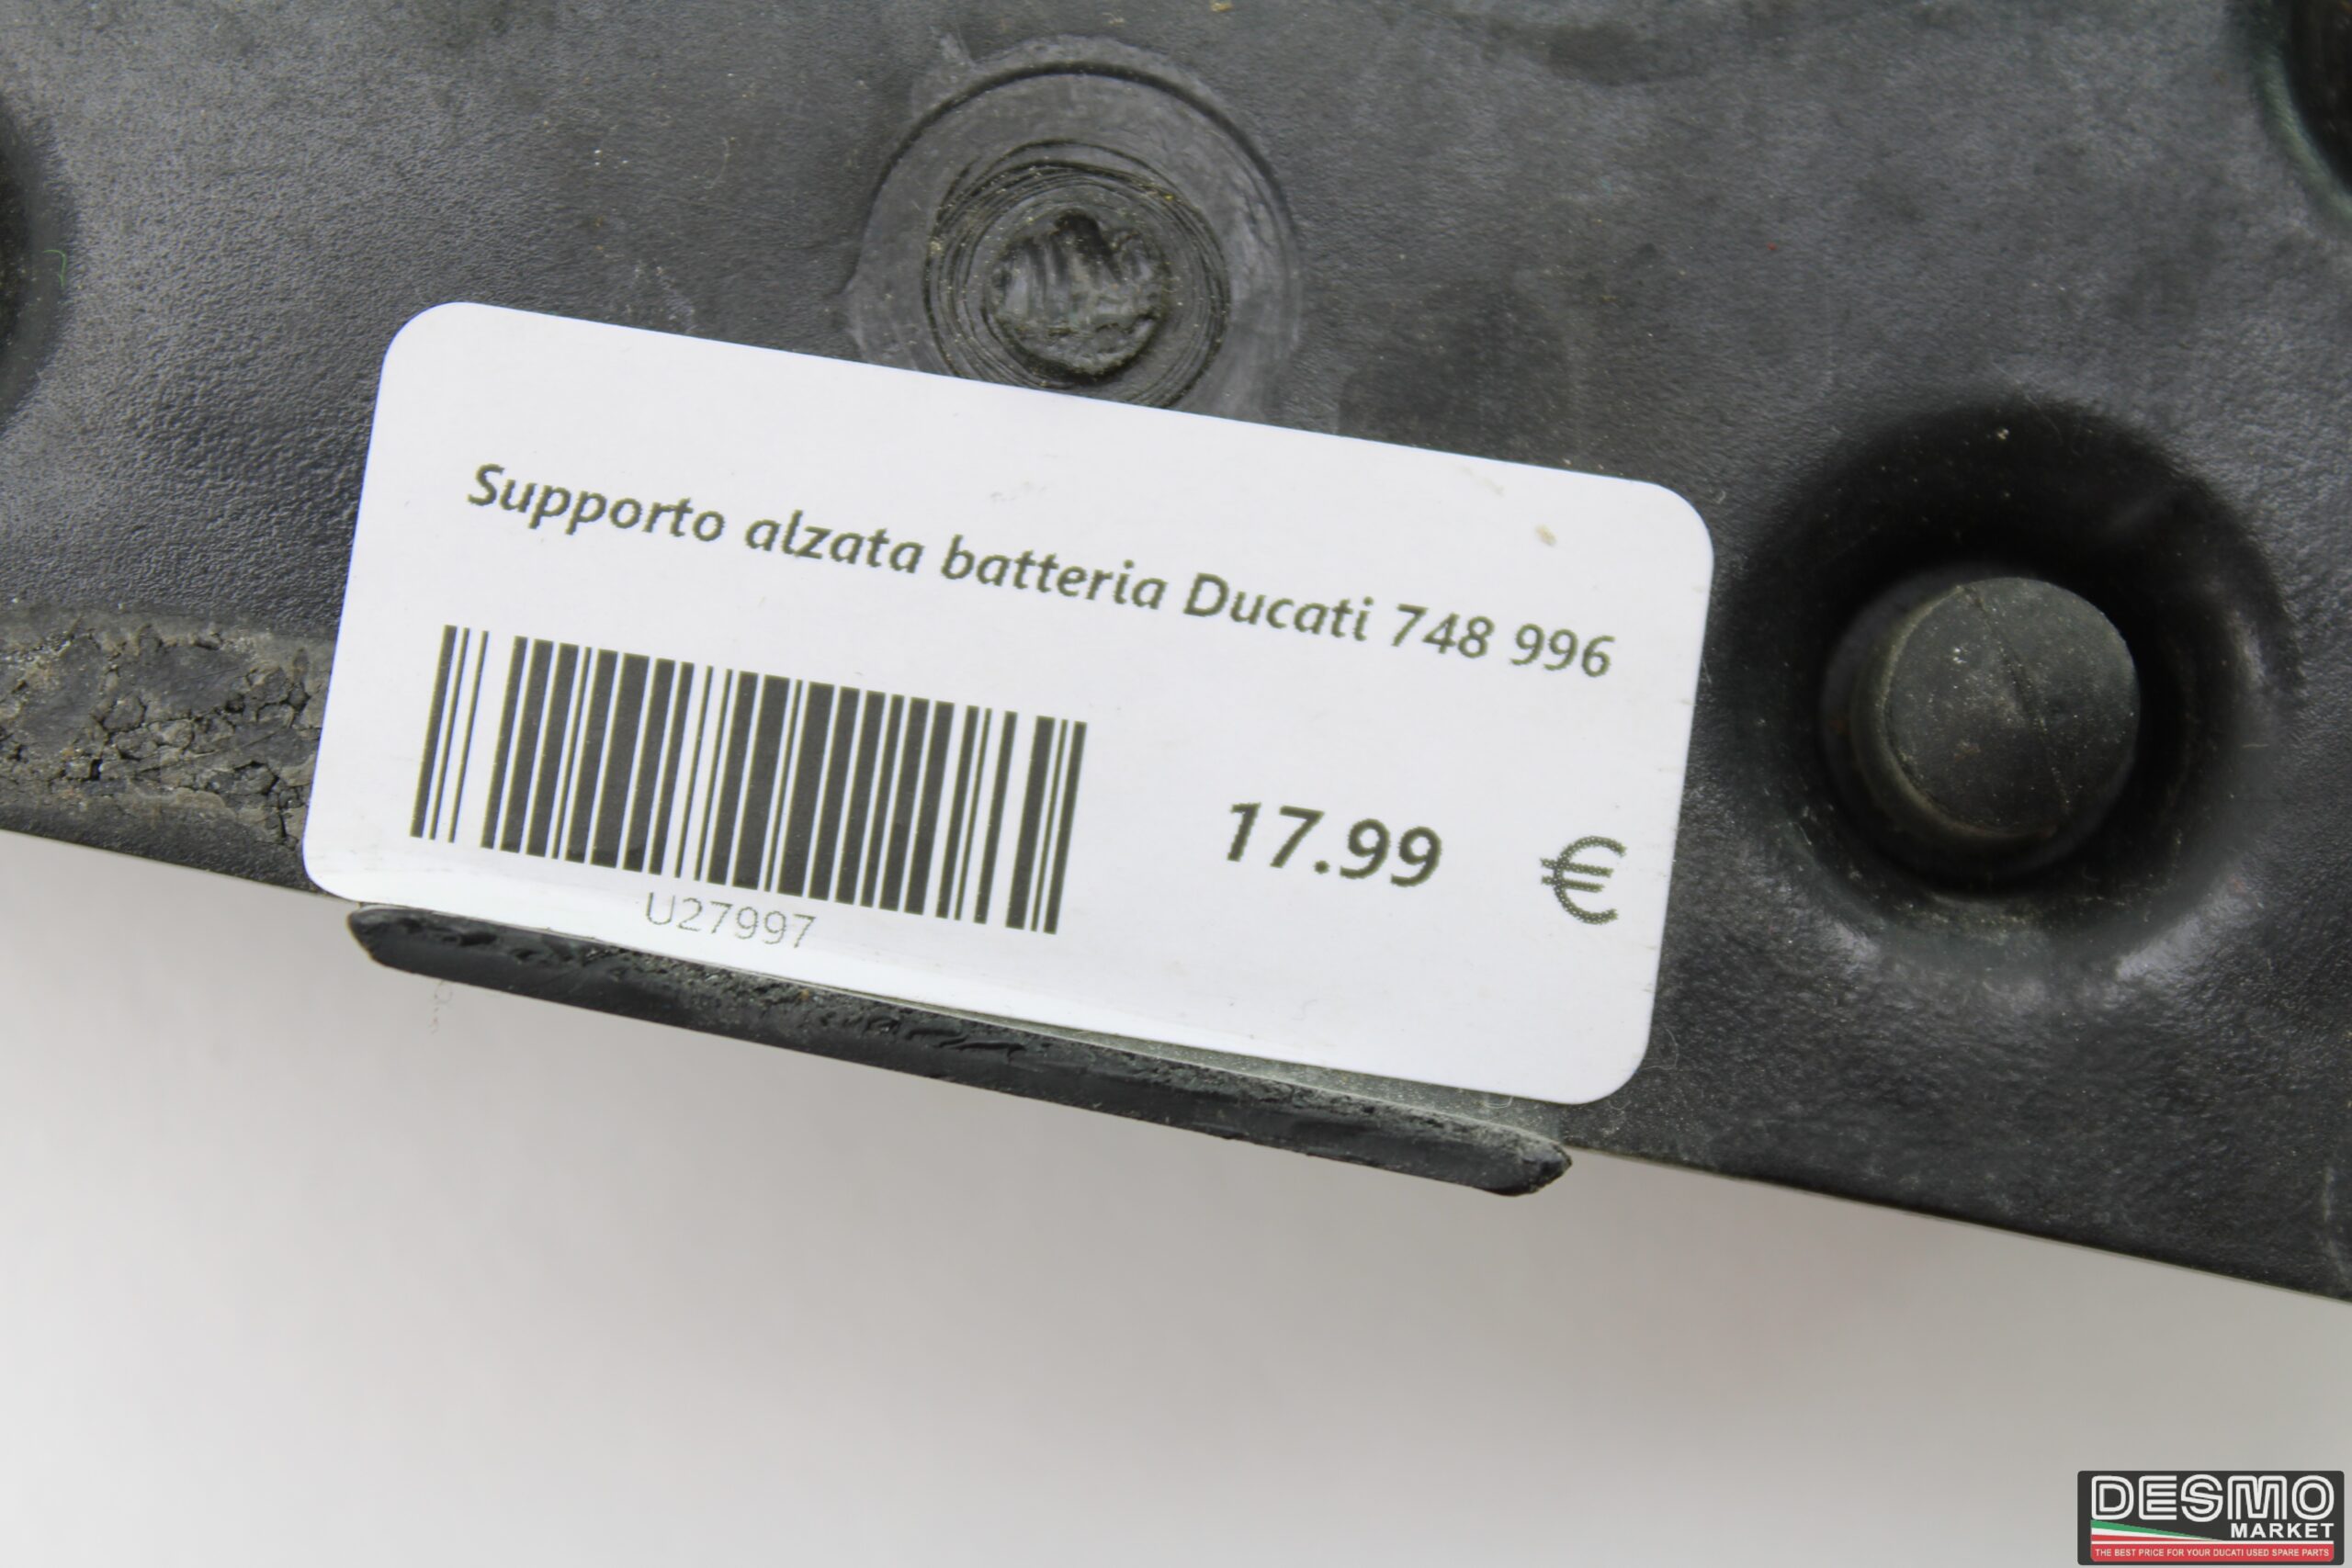 Supporto alzata batteria Ducati 748 996
17.99 €
U27997
DESMO
MARKET
THE BEST PRICE FOR YOUR DUCATI USED SPARE PARTS